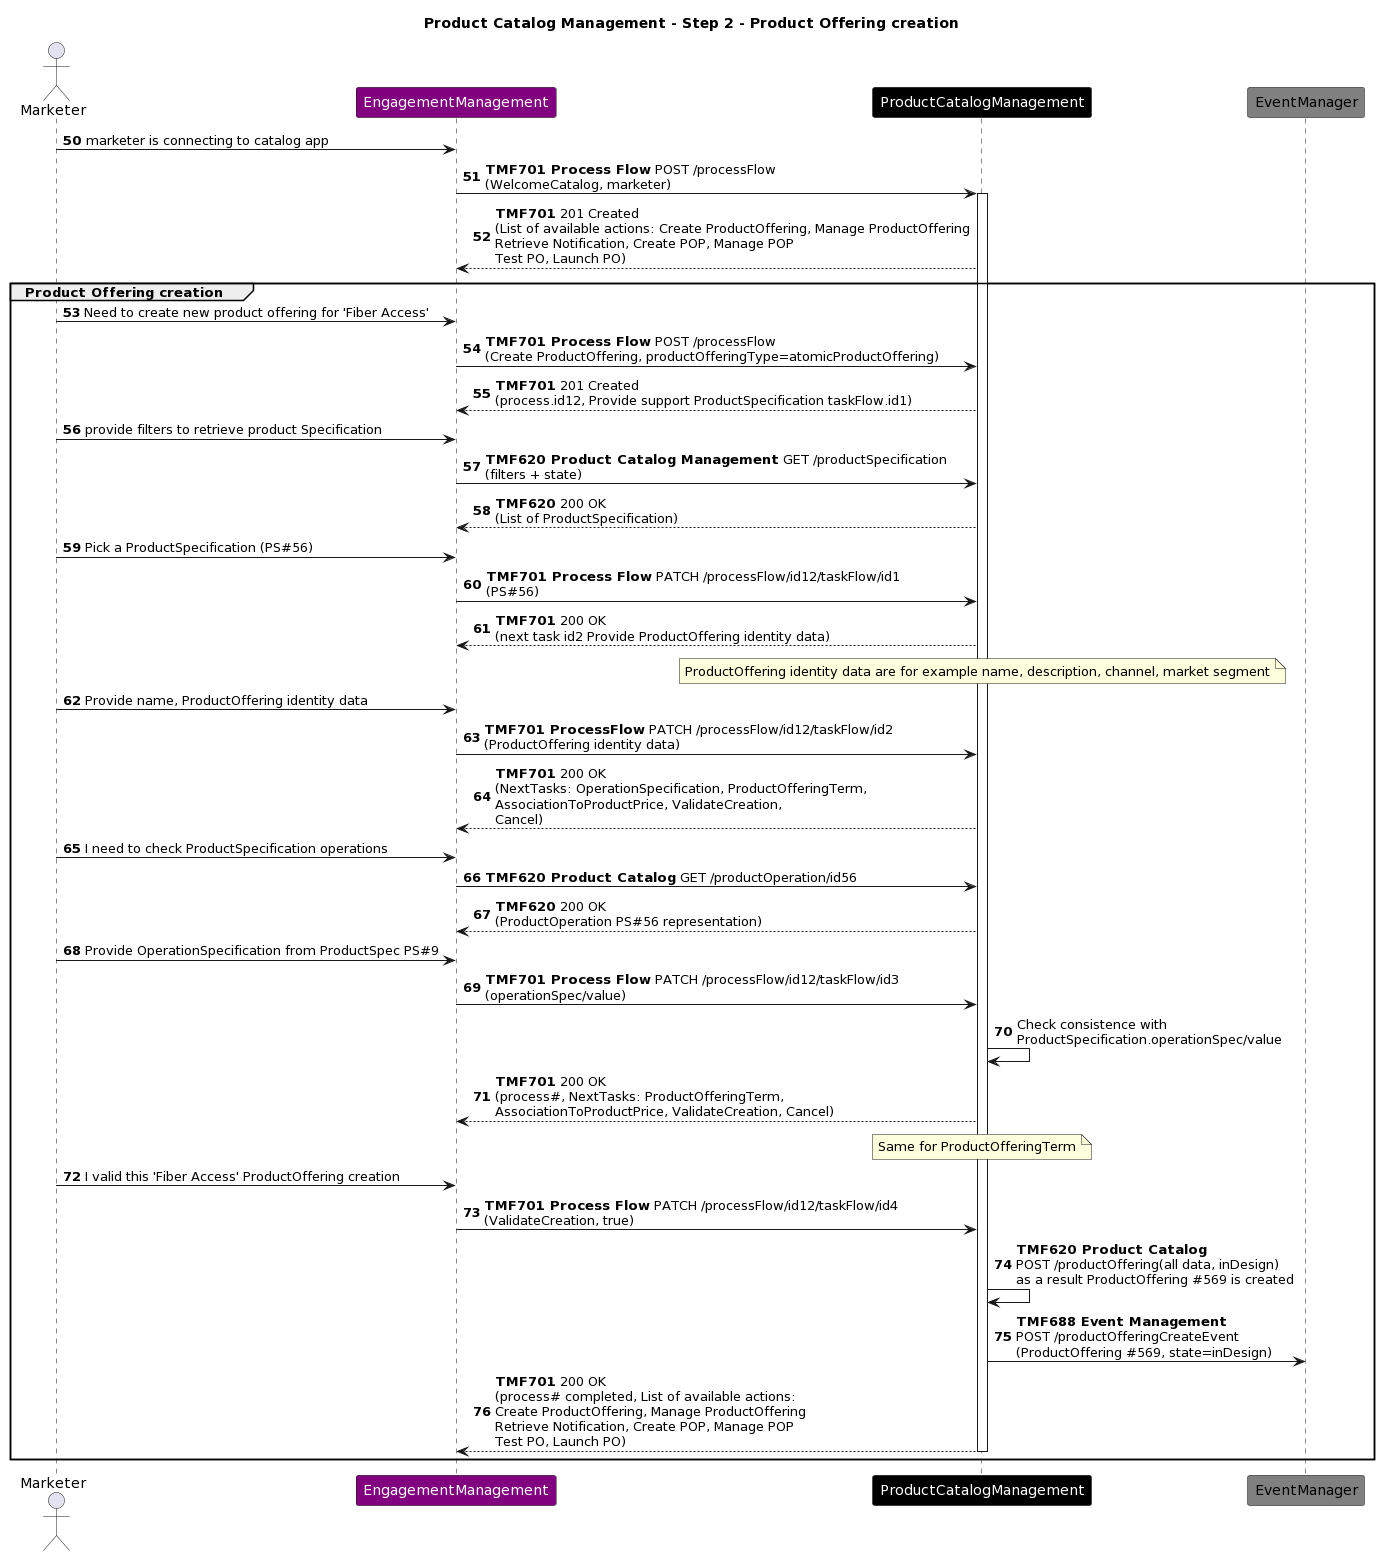 Product Catalog Management - Step 2 - Product Offering creation
Marketer
EngagementManagement
ProductCatalogManagement
EventManager
50 marketer is connecting to catalog app
51 TMF701 Process Flow POST /processFlow
(WelcomeCatalog, marketer)
52 TMF701 201 Created
(List of available actions: Create ProductOffering, Manage ProductOffering
Retrieve Notification, Create POP, Manage POP
Test PO, Launch PO)
Product Offering creation
53 Need to create new product offering for 'Fiber Access'
54 TMF701 Process Flow POST /processFlow
(Create ProductOffering, productOfferingType=atomicProductOffering)
55 TMF701 201 Created
(process.id12, Provide support ProductSpecification taskFlow.id1)
56 provide filters to retrieve product Specification
57 TMF620 Product Catalog Management GET /productSpecification
(filters + state)
58 TMF620 200 OK
(List of ProductSpecification)
59 Pick a ProductSpecification (PS#56)
60 TMF701 Process Flow PATCH /processFlow/id12/taskFlow/id1
(PS#56)
61 TMF701 200 OK
(next task id2 Provide ProductOffering identity data)
ProductOffering identity data are for example name, description, channel, market segment
62 Provide name, ProductOffering identity data
63 TMF701 ProcessFlow PATCH /processFlow/id12/taskFlow/id2
(ProductOffering identity data)
64 TMF701 200 OK
(NextTasks: OperationSpecification, ProductOfferingTerm,
AssociationToProductPrice, ValidateCreation,
Cancel)
65 I need to check ProductSpecification operations
66 TMF620 Product Catalog GET /productOperation/id56
67 TMF620 200 OK
(ProductOperation PS#56 representation)
68 Provide OperationSpecification from ProductSpec PS#9
69 TMF701 Process Flow PATCH /processFlow/id12/taskFlow/id3
(operationSpec/value)
70 Check consistence with
ProductSpecification.operationSpec/value
71 TMF701 200 OK
(process#, NextTasks: ProductOfferingTerm,
AssociationToProductPrice, ValidateCreation, Cancel)
Same for ProductOfferingTerm
72 I valid this 'Fiber Access' ProductOffering creation
73 TMF701 Process Flow PATCH /processFlow/id12/taskFlow/id4
(ValidateCreation, true)
74 TMF620 Product Catalog
POST /productOffering(all data, inDesign)
as a result ProductOffering #569 is created
75 TMF688 Event Management
POST /productOfferingCreateEvent
(ProductOffering #569, state=inDesign)
76 TMF701 200 OK
(process# completed, List of available actions:
Create ProductOffering, Manage ProductOffering
Retrieve Notification, Create POP, Manage POP
Test PO, Launch PO)
Marketer
EngagementManagement
ProductCatalogManagement
EventManager